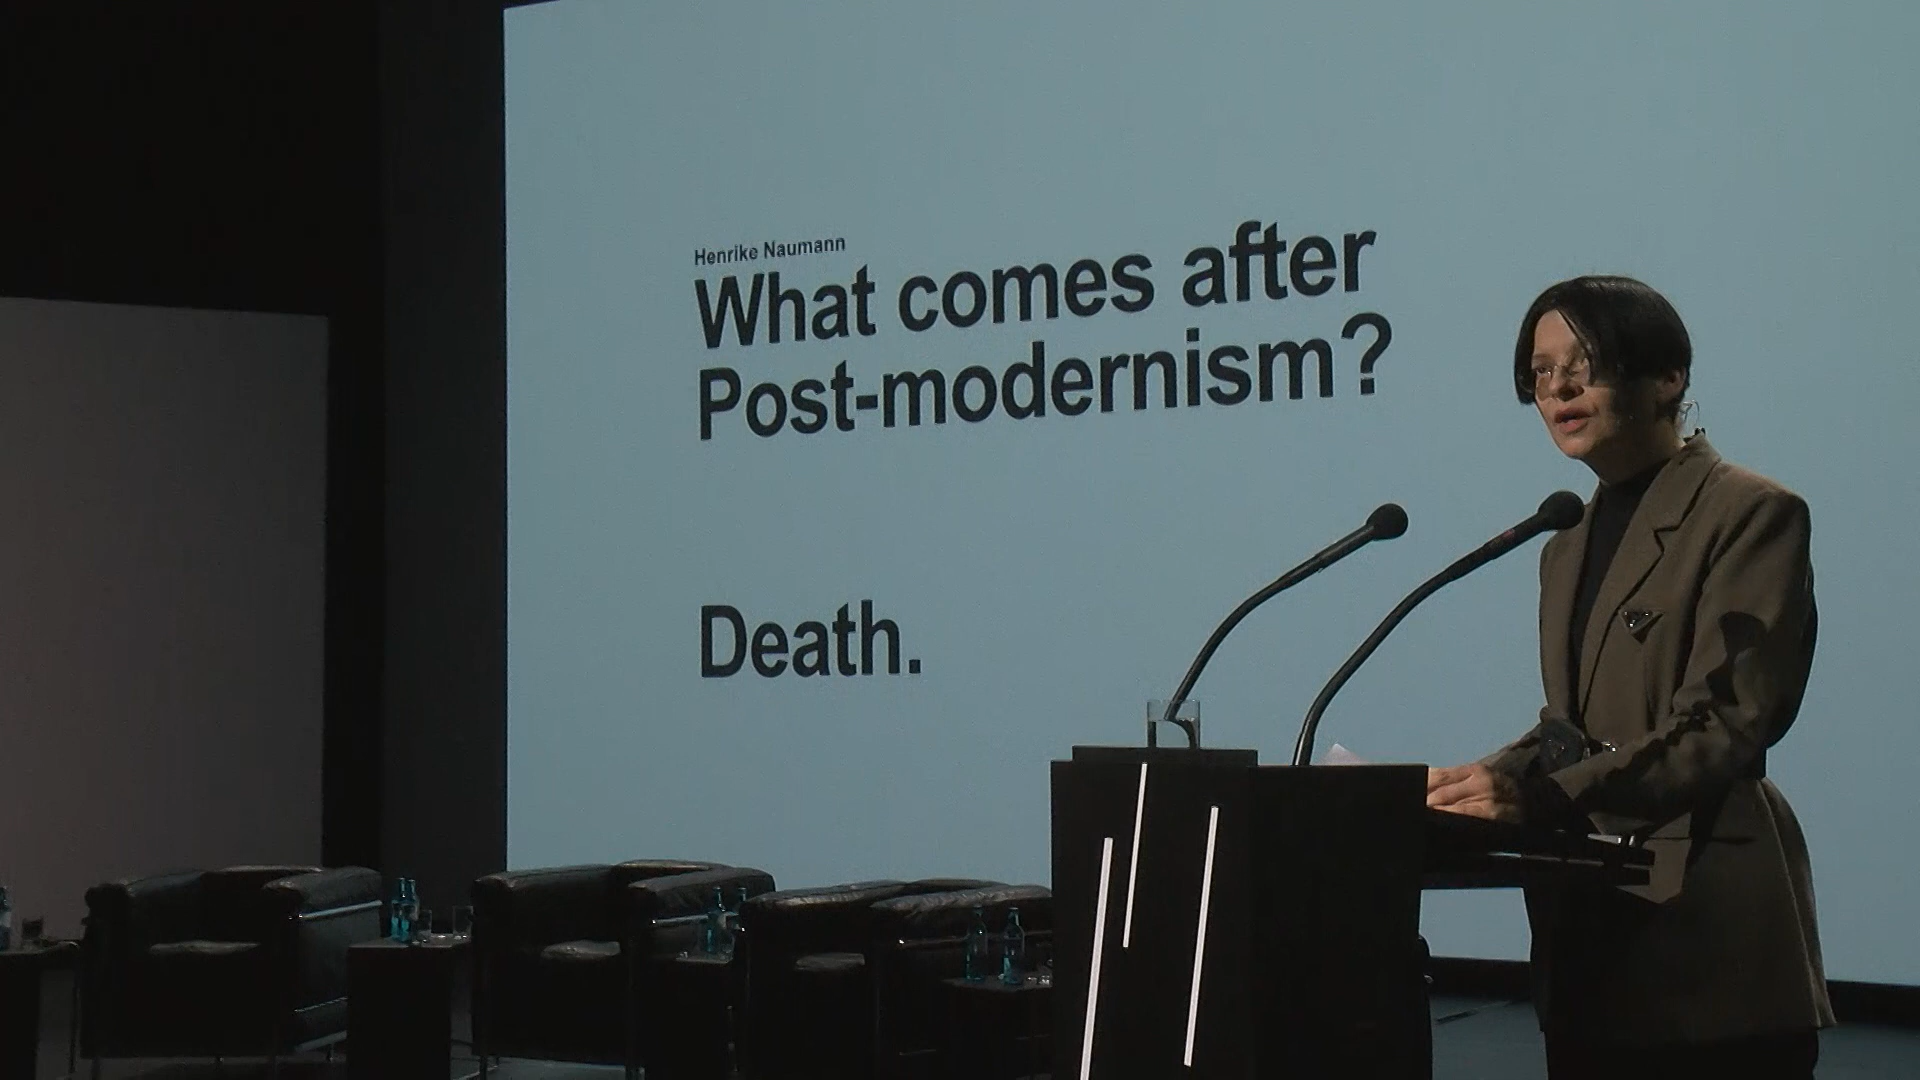 Henrike Naumann
What comes after
Post-modernism?
Death.